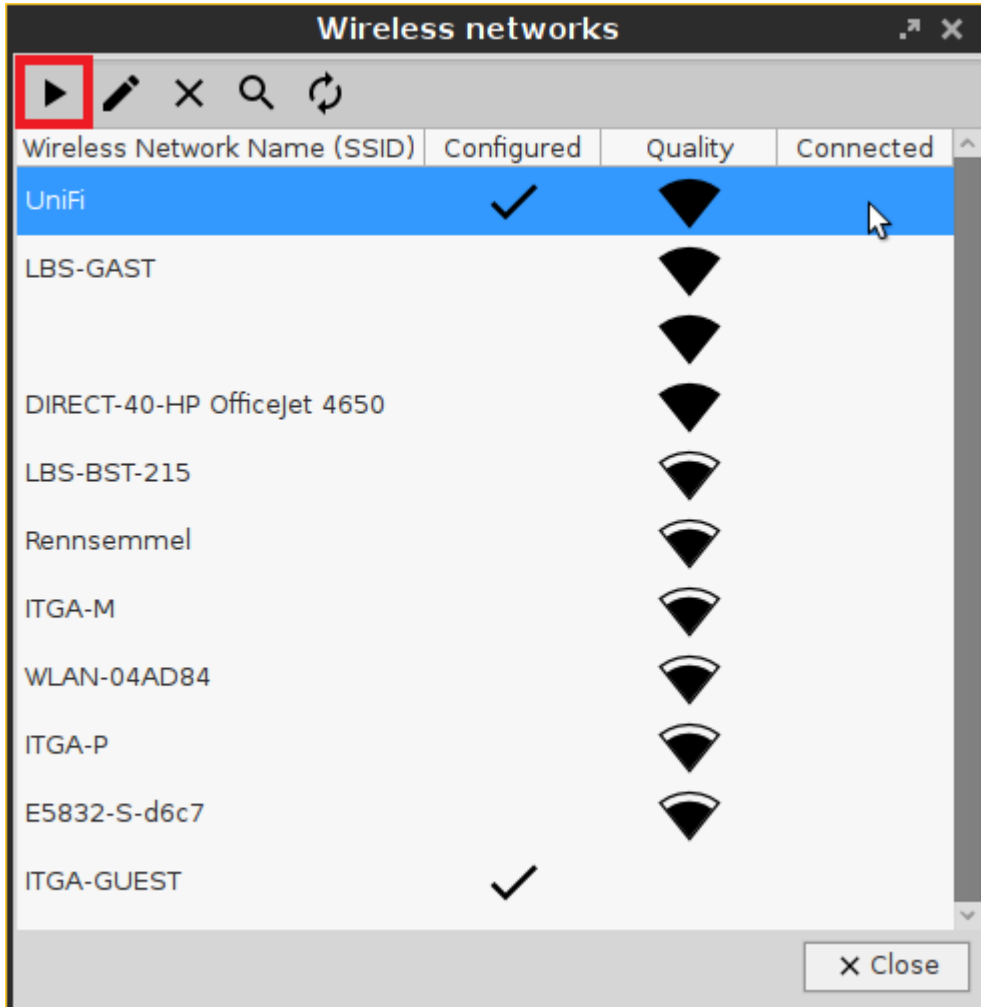 Wireless networks
Wireless Network Name (SSID) Configured Quality Connected
UniFi
LBS-GAST
DIRECT-40-HP OfficeJet 4650
LBS-BST-215
Rennsemmel
ITGA-M
WLAN-04AD84
ITGA-P
E5832-S-d6c7
ITGA-GUEST
Close